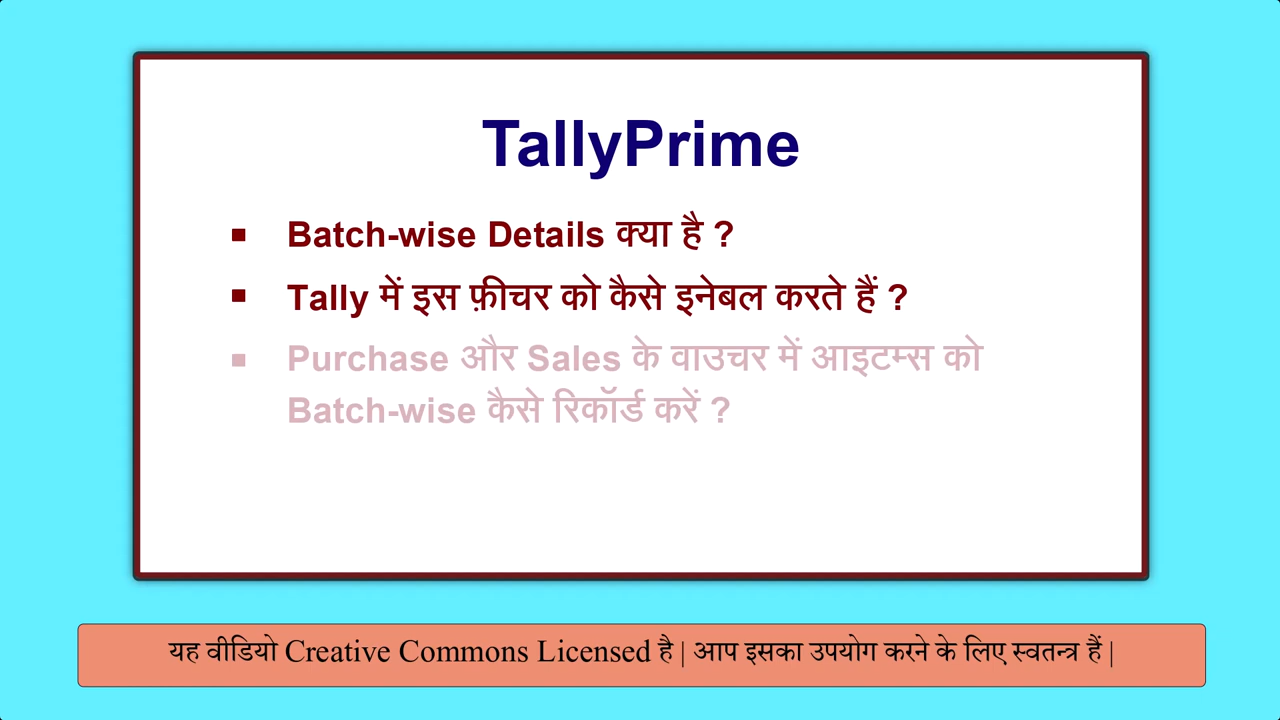 TallyPrime
▪ Batch-wise Details क्या है ?
▪ Tally में इस फ़ीचर को कैसे इनेबल करते हैं ?
▪ Purchase और Sales के वाउचर में आइटम्स को
Batch-wise कैसे रिकॉर्ड करें ?
यह वीडियो Creative Commons Licensed है | आप इसका उपयोग करने के लिए स्वतन्त्र हैं |